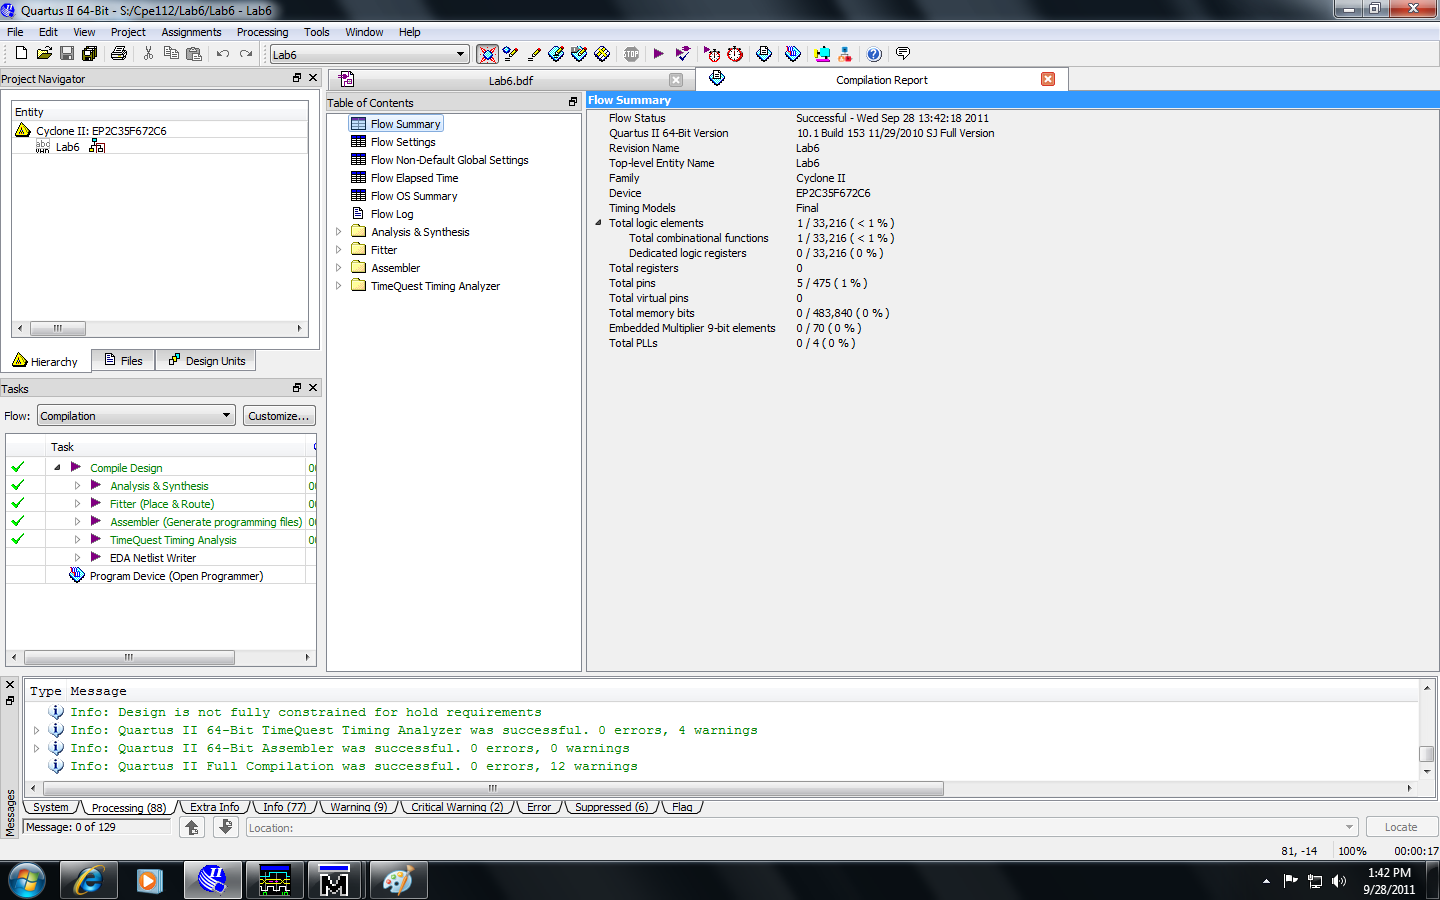 Quartus II 64-Bit - S:/Cpe112/Lab6/Lab6 - Lab6
File Edit View Project Assignments Processing Tools Window Help
Lab6
STOP
Project Navigator
Entity
Cyclone II: EP2C35F672C6
abc
VHD
Lab6
Hierarchy Files Design Units
Tasks
Flow: Compilation Customize...
Task
Compile Design 00
Analysis & Synthesis 00
Fitter (Place & Route) 00
Assembler (Generate programming files) 00
TimeQuest Timing Analysis 00
EDA Netlist Writer
Program Device (Open Programmer)
Lab6.bdf Compilation Report
Table of Contents
Flow Summary
Flow Settings
Flow Non-Default Global Settings
Flow Elapsed Time
Flow OS Summary
Flow Log
Analysis & Synthesis
Fitter
Assembler
TimeQuest Timing Analyzer
Flow Summary
Flow Status Successful - Wed Sep 28 13:42:18 2011
Quartus II 64-Bit Version 10.1 Build 153 11/29/2010 SJ Full Version
Revision Name Lab6
Top-level Entity Name Lab6
Family Cyclone II
Device EP2C35F672C6
Timing Models Final
Total logic elements 1 / 33,216 ( < 1 % )
Total combinational functions 1 / 33,216 ( < 1 % )
Dedicated logic registers 0 / 33,216 ( 0 % )
Total registers 0
Total pins 5 / 475 ( 1 % )
Total virtual pins 0
Total memory bits 0 / 483,840 ( 0 % )
Embedded Multiplier 9-bit elements 0 / 70 ( 0 % )
Total PLLs 0 / 4 ( 0 % )
Type Message
Info: Design is not fully constrained for hold requirements
Info: Quartus II 64-Bit TimeQuest Timing Analyzer was successful. 0 errors, 4 warnings
Info: Quartus II 64-Bit Assembler was successful. 0 errors, 0 warnings
Info: Quartus II Full Compilation was successful. 0 errors, 12 warnings
System Processing (88) Extra Info Info (77) Warning (9) Critical Warning (2) Error Suppressed (6) Flag
Messages
Message: 0 of 129 Location: Locate
81, -14 100% 00:00:17
1:42 PM
9/28/2011